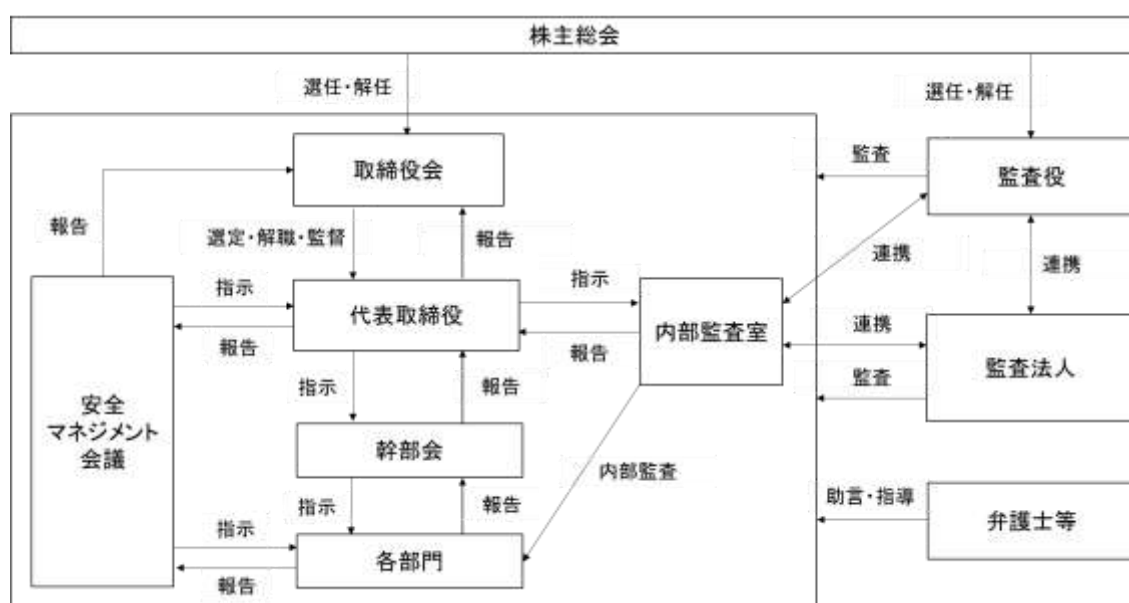 株主総会
選任・解任
選任・解任
取締役会
監査
監査役
報告
選定・解職・監督
報告
連携
連携
指示
代表取締役
指示
内部監査室
連携
監査法人
報告
報告
監査
安全
マネジメント
会議
指示
報告
幹部会
内部監査
指示
報告
助言・指導
弁護士等
指示
各部門
報告